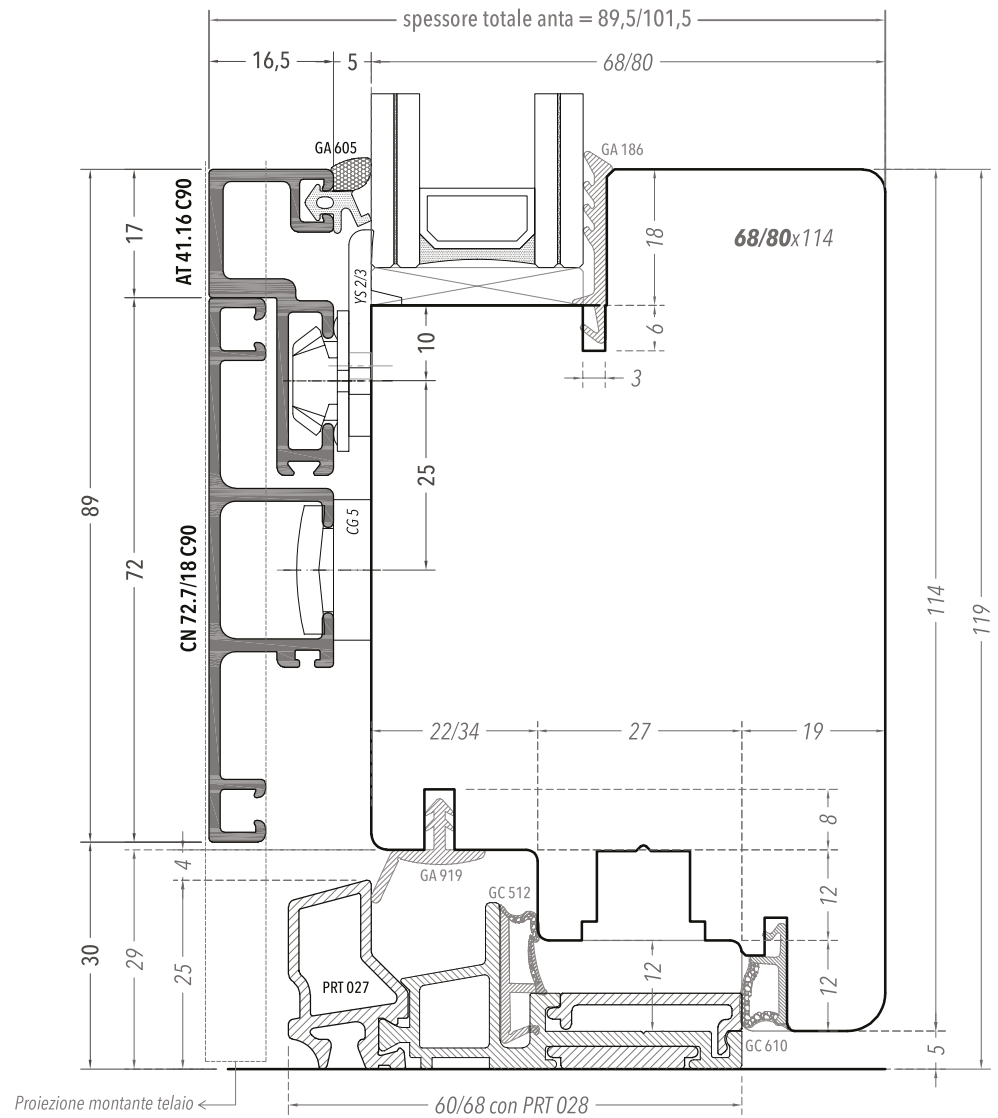 spessore totale anta = 89,5/101,5
16,5
5
68/80
GA 605
GA 186
AT 41.16 C90
17
18
68/80x114
YS 2/3
6
10
3
25
89
CG 5
72
CN 72.7/18 C90
114
119
22/34
27
19
8
4
GA 919
GC 512
12
30
29
25
12
12
PRT 027
GC 610
5
Proiezione montante telaio
60/68 con PRT 028